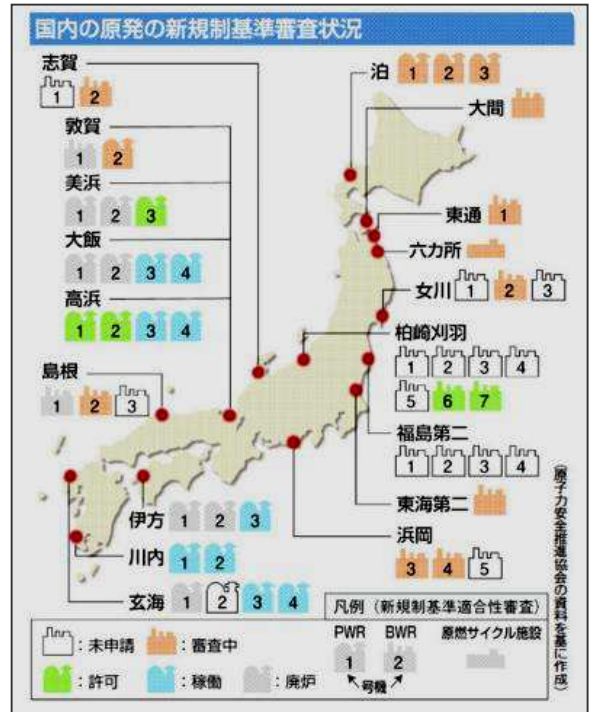 国内の原発の新規制基準審査状況
志賀
1 2
泊 1 2 3
大間
敦賀
1 2
美浜
1 2 3
東通 1
大飯
1 2 3 4
六カ所
女川 1 2 3
高浜
1 2 3 4
柏崎刈羽
1 2 3 4
5 6 7
島根
1 2 3
福島第二
1 2 3 4
東海第二
伊方 1 2 3
浜岡
3 4 5
川内 1 2
玄海 1 2 3 4
(原子力安全推進協会の資料を基に作成)
凡例(新規制基準適合性審査)
:未申請 :審査中
:許可 :稼働 :廃炉
PWR BWR 原燃サイクル施設
1 2
号機